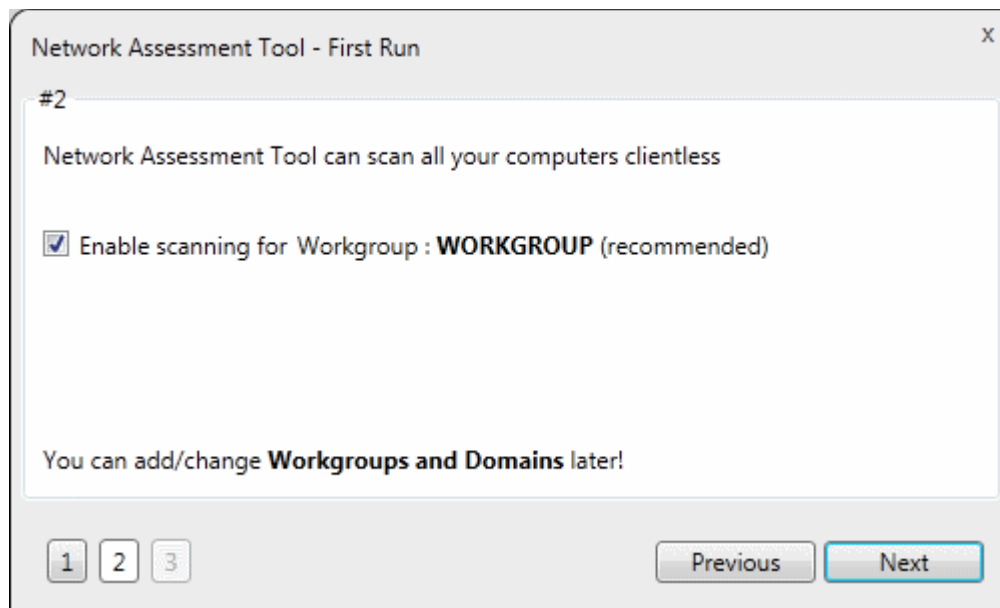 Network Assessment Tool - First Run
x
#2
Network Assessment Tool can scan all your computers clientless
Enable scanning for Workgroup : WORKGROUP (recommended)
You can add/change Workgroups and Domains later!
1 2 3 Previous Next